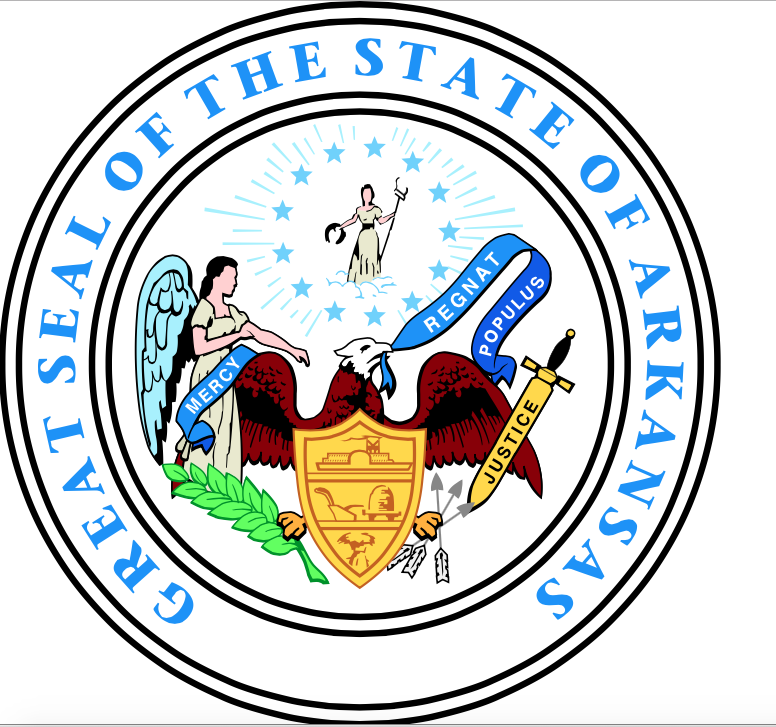 GREAT SEAL OF THE STATE OF ARKANSAS
REGNAT
POPULUS
MERCY
JUSTICE